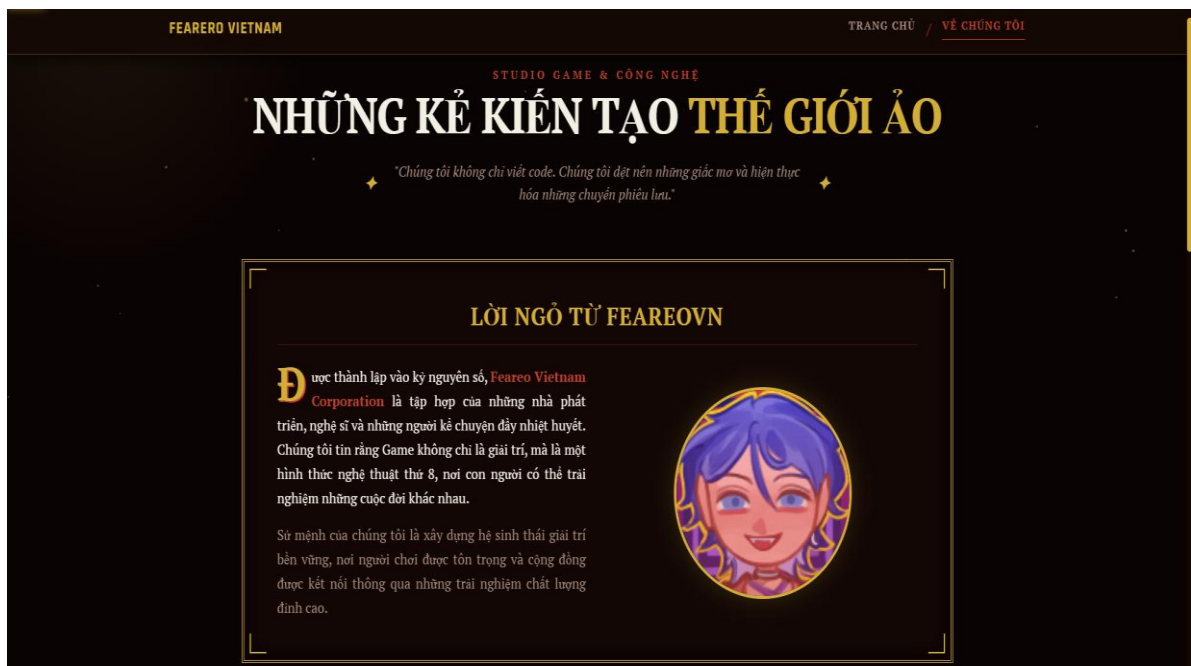 FEARERO VIETNAM
TRANG CHỦ / VỀ CHÚNG TÔI
STUDIO GAME & CÔNG NGHỆ
NHỮNG KẺ KIẾN TẠO THẾ GIỚI ẢO
"Chúng tôi không chỉ viết code. Chúng tôi dệt nên những giấc mơ và hiện thực
hóa những chuyến phiêu lưu."
LỜI NGỎ TỪ FEAREOVN
Được thành lập vào kỷ nguyên số, Feareo Vietnam
Corporation là tập hợp của những nhà phát
triển, nghệ sĩ và những người kể chuyện đầy nhiệt huyết.
Chúng tôi tin rằng Game không chỉ là giải trí, mà là một
hình thức nghệ thuật thứ 8, nơi con người có thể trải
nghiệm những cuộc đời khác nhau.
Sứ mệnh của chúng tôi là xây dựng hệ sinh thái giải trí
bền vững, nơi người chơi được tôn trọng và cộng đồng
được kết nối thông qua những trải nghiệm chất lượng
đỉnh cao.